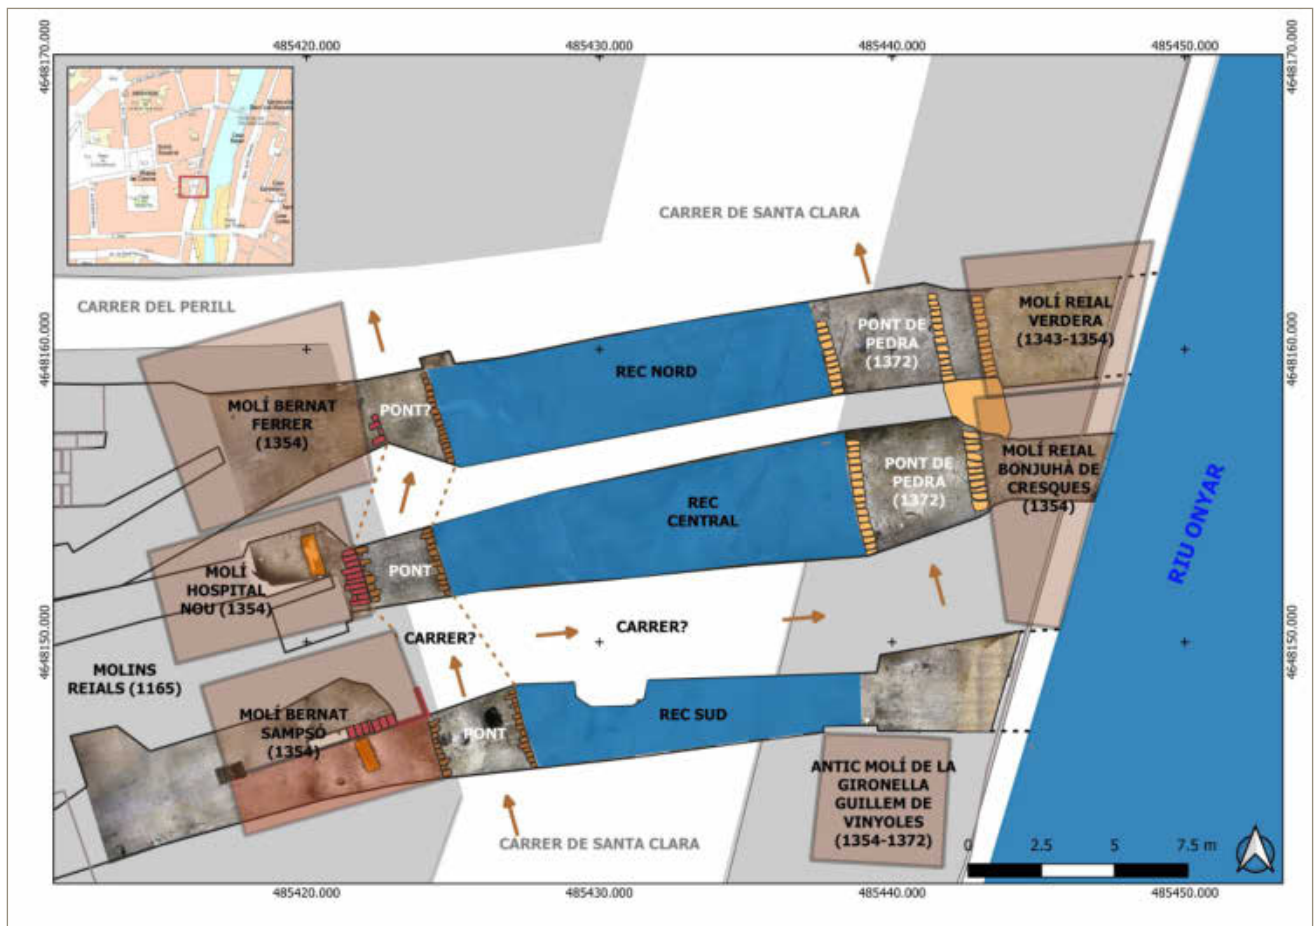 485420.000
485430.000
485440.000
485450.000
4648170.000
4648170.000
CARRER DE SANTA CLARA
CARRER DEL PERILL
MOLÍ REIAL
VERDERA
(1343-1354)
4648160.000
4648160.000
PONT DE
PEDRA
(1372)
REC NORD
MOLÍ BERNAT
FERRER
(1354)
PONT?
MOLÍ REIAL
BONJUHÀ DE
CRESQUES
(1354)
PONT DE
PEDRA
(1372)
REC
CENTRAL
RIU ONYAR
MOLÍ
HOSPITAL
NOU (1354)
PONT
CARRER?
CARRER?
4648150.000
4648150.000
MOLINS
REIALS (1165)
MOLÍ BERNAT
SAMPSÓ
(1354)
PONT
REC SUD
ANTIC MOLÍ DE LA
GIRONELLA
GUILLEM DE
VINYOLES
(1354-1372)
CARRER DE SANTA CLARA
0 2.5 5 7.5 m
485420.000
485430.000
485440.000
485450.000